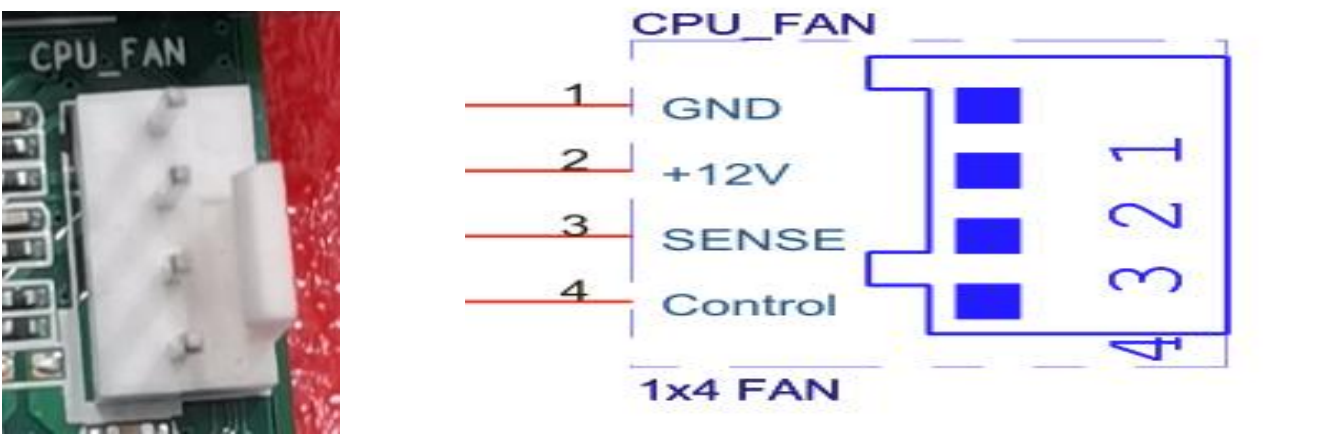 CPU_FAN
CPU_FAN
1 GND
2 +12V
3 SENSE
4 Control
1
2
3
4
1x4 FAN